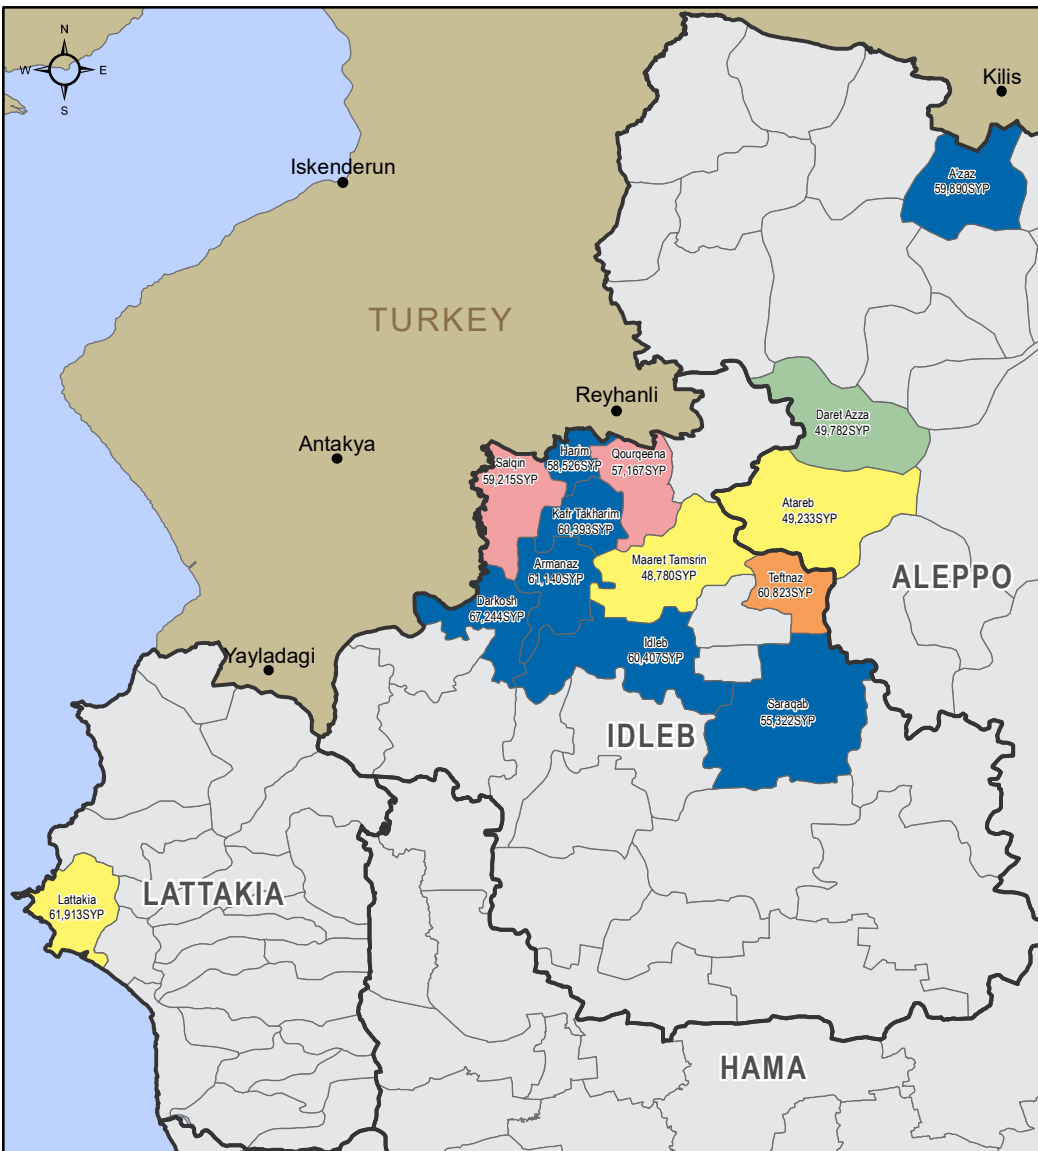 N
W
E
S
Kilis
A'zaz
59,890SYP
Iskenderun
TURKEY
Reyhanli
Daret Azza
49,782SYP
Antakya
Harim
58,526SYP
Qourqeena
57,167SYP
Salqin
59,215SYP
Atareb
49,233SYP
Kafr Takharim
60,393SYP
Maaret Tamsrin
48,780SYP
Armanaz
61,140SYP
Teftnaz
60,823SYP
ALEPPO
Darkosh
67,244SYP
Idleb
60,407SYP
Yayladagi
Saraqab
55,322SYP
IDLEB
LATTAKIA
Lattakia
61,913SYP
HAMA